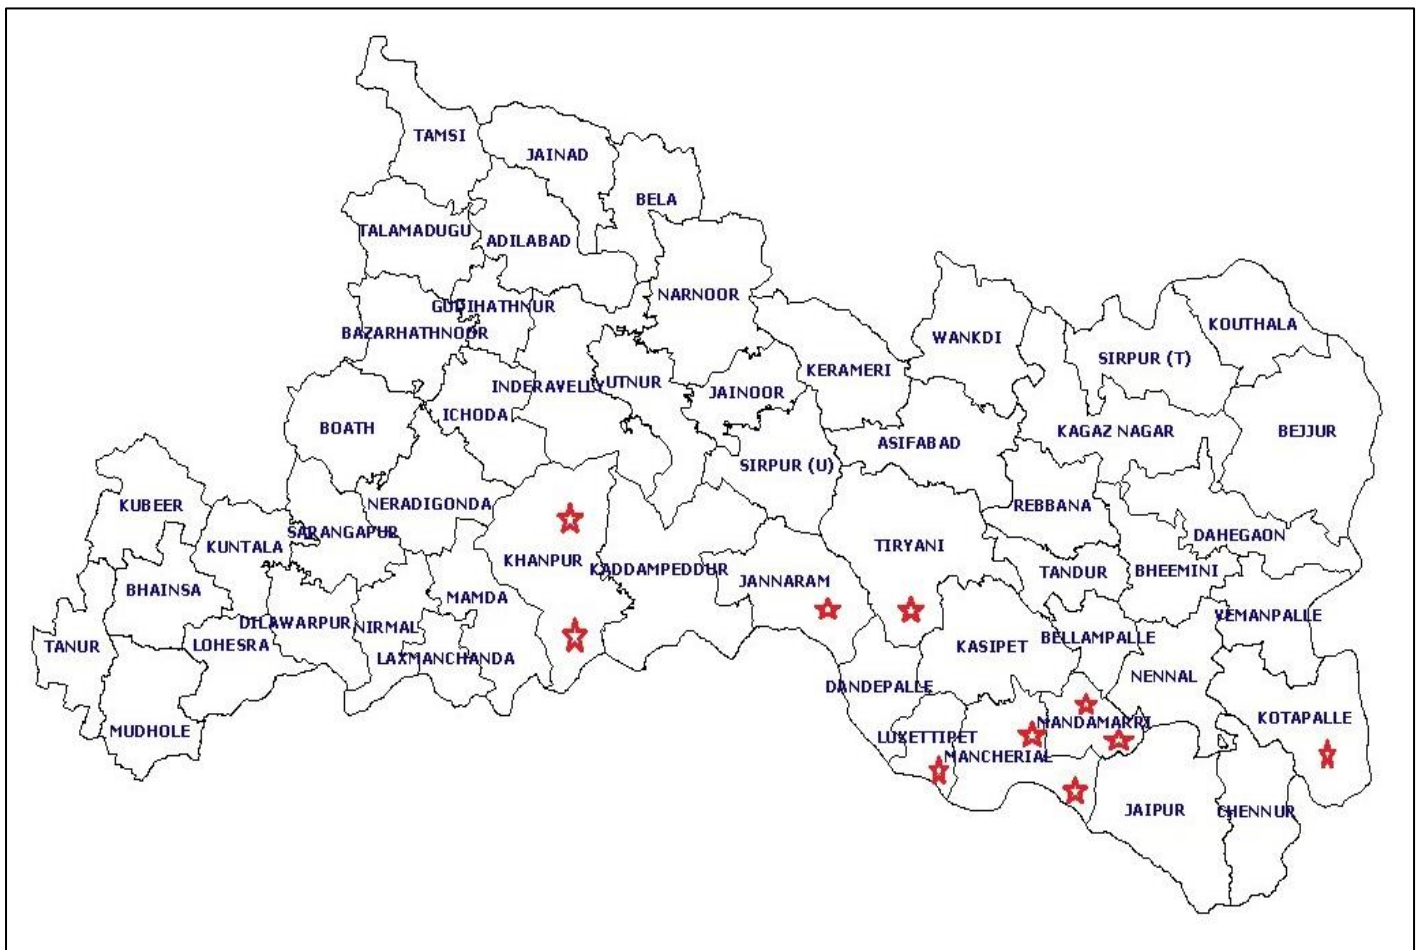 TAMSI
JAINAD
BELA
TALAMADUGU
ADILABAD
NARNOOR
GUDIHATHNUR
BAZARHATHNOOR
WANKDI
KOUTHALA
SIRPUR (T)
KERAMERI
INDERAVELLY
UTNUR
JAINOOR
ICHODA
BOATH
ASIFABAD
KAGAZ NAGAR
BEJJUR
SIRPUR (U)
KUBEER
NERADIGONDA
REBBANA
SARANGAPUR
KUNTALA
KHANPUR
TIRYANI
DAHEGAON
KADDAMPEDDUR
JANNARAM
TANDUR
BHEEMINI
BHAINSA
MAMDA
VEMANPALLE
DILAWARPUR
NIRMAL
TANUR
LOHESRA
LAXMANCHANDA
KASIPET
BELLAMPALLE
NENNAL
DANDEPALLE
MUDHOLE
LUXETTIPET
MANDAMARRI
KOTAPALLE
MANCHERIAL
JAIPUR
CHENNUR